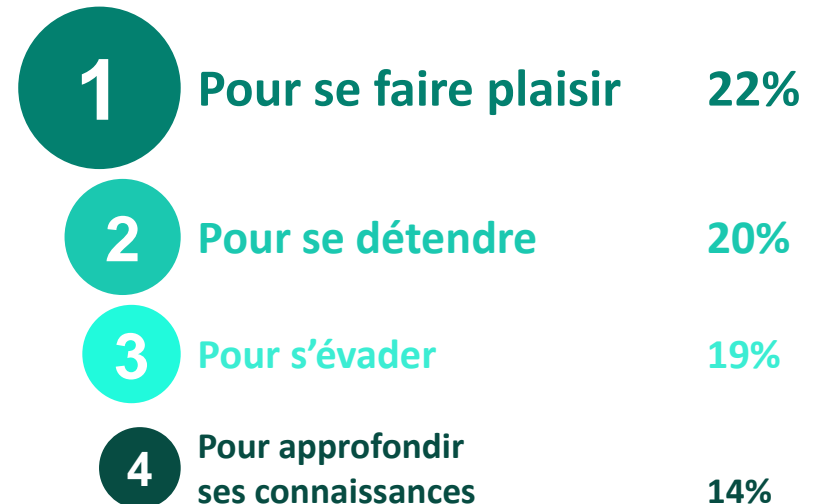 1 Pour se faire plaisir 22%
2 Pour se détendre 20%
3 Pour s’évader 19%
4 Pour approfondir
ses connaissances 14%